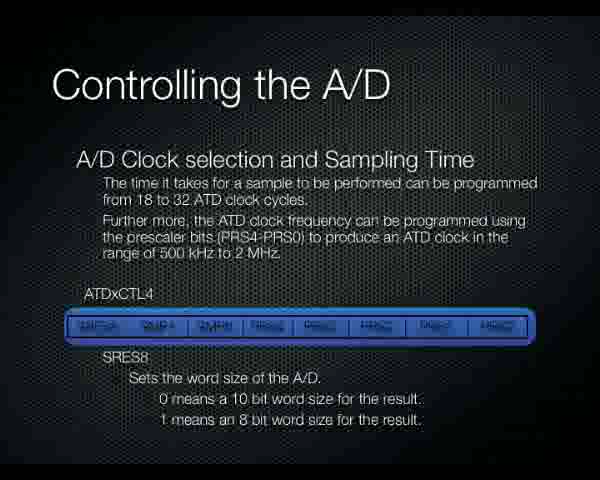 Controlling the A/D
A/D Clock selection and Sampling Time
The time it takes for a sample to be performed can be programmed
from 18 to 32 ATD clock cycles.
Further more, the ATD clock frequency can be programmed using
the prescaler bits (PRS4-PRS0) to produce an ATD clock in the
range of 500 kHz to 2 MHz.
ATDxCTL4
SRES8
Sets the word size of the A/D.
0 means a 10 bit word size for the result.
1 means an 8 bit word size for the result.